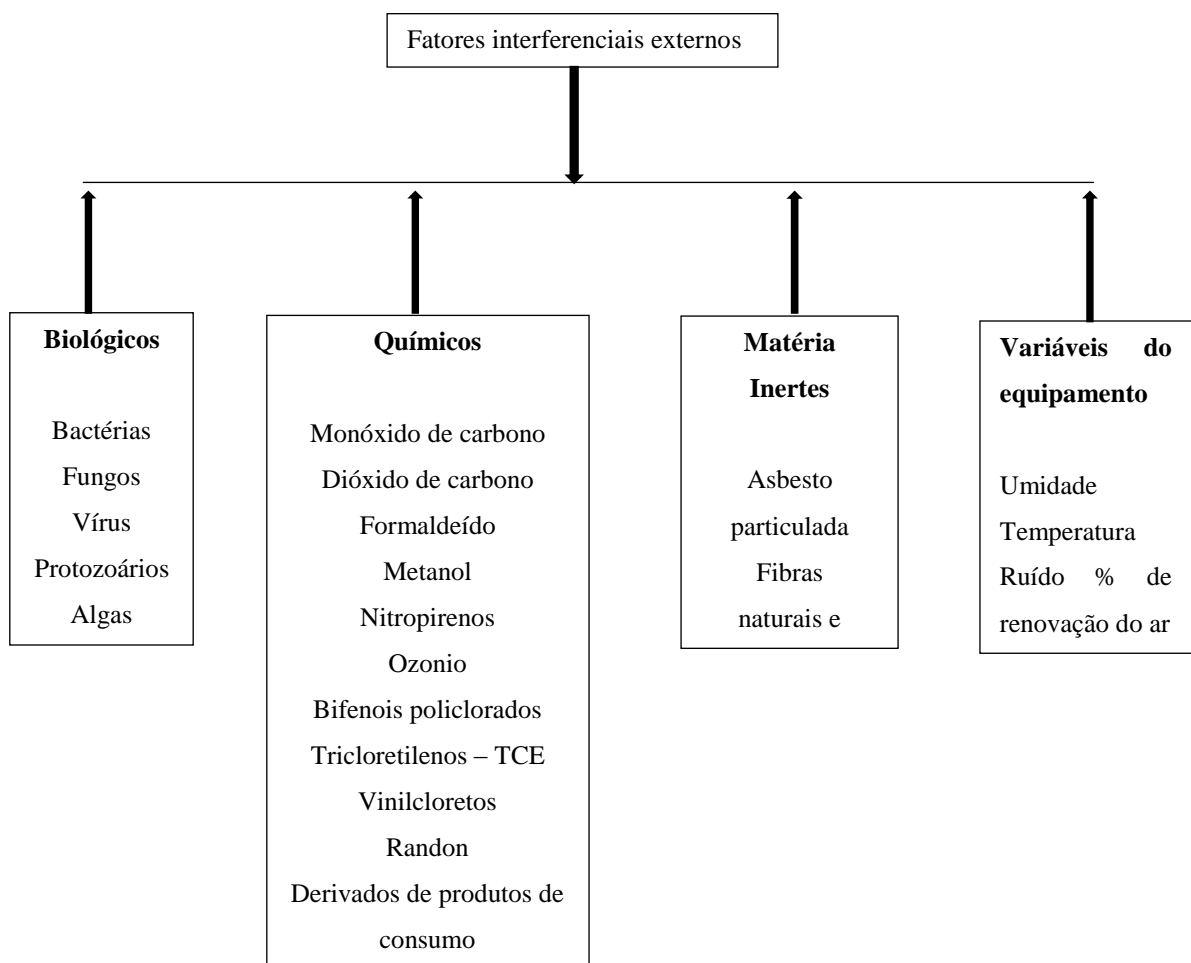 Fatores interferenciais externos
Biológicos
Bactérias
Fungos
Vírus
Protozoários
Algas
Químicos
Monóxido de carbono
Dióxido de carbono
Formaldeído
Metanol
Nitropirenos
Ozonio
Bifenois policlorados
Tricloretilenos – TCE
Vinilcloretos
Randon
Derivados de produtos de
consumo
Matéria
Inertes
Asbesto
particulada
Fibras
naturais e
Variáveis do
equipamento
Umidade
Temperatura
Ruído % de
renovação do ar